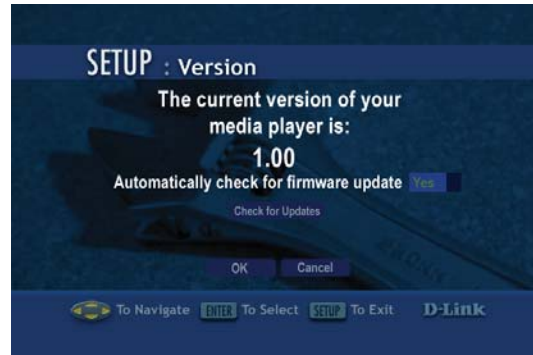 SETUP : Version
The current version of your
media player is:
1.00
Automatically check for firmware update Yes
Check for Updates
OK Cancel
To Navigate ENTER To Select SETUP To Exit D-Link